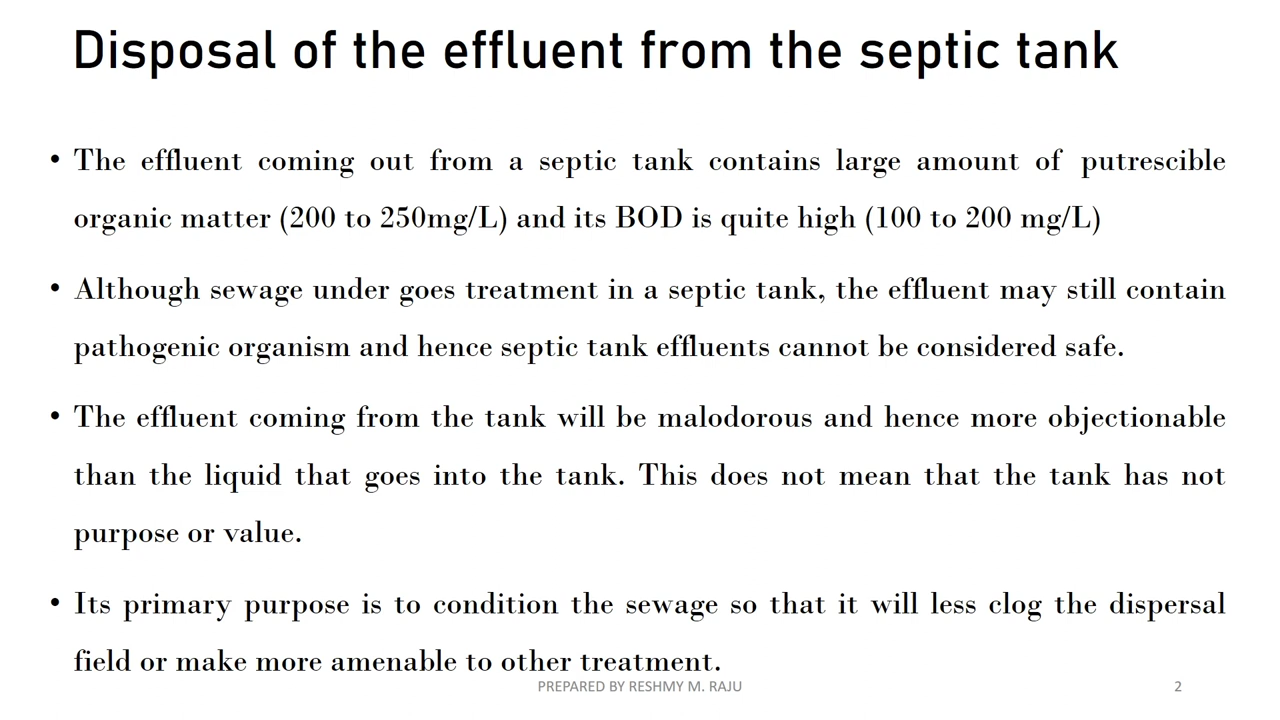 Disposal of the effluent from the septic tank
• The effluent coming out from a septic tank contains large amount of putrescible
organic matter (200 to 250mg/L) and its BOD is quite high (100 to 200 mg/L)
• Although sewage under goes treatment in a septic tank, the effluent may still contain
pathogenic organism and hence septic tank effluents cannot be considered safe.
• The effluent coming from the tank will be malodorous and hence more objectionable
than the liquid that goes into the tank. This does not mean that the tank has not
purpose or value.
• Its primary purpose is to condition the sewage so that it will less clog the dispersal
field or make more amenable to other treatment.
PREPARED BY RESHMY M. RAJU
2